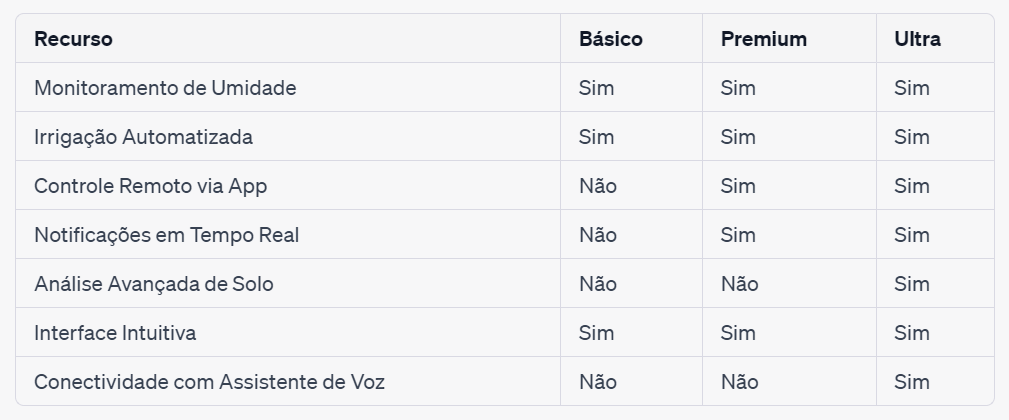 Recurso Básico Premium Ultra
Monitoramento de Umidade Sim Sim Sim
Irrigação Automatizada Sim Sim Sim
Controle Remoto via App Não Sim Sim
Notificações em Tempo Real Não Sim Sim
Análise Avançada de Solo Não Não Sim
Interface Intuitiva Sim Sim Sim
Conectividade com Assistente de Voz Não Não Sim